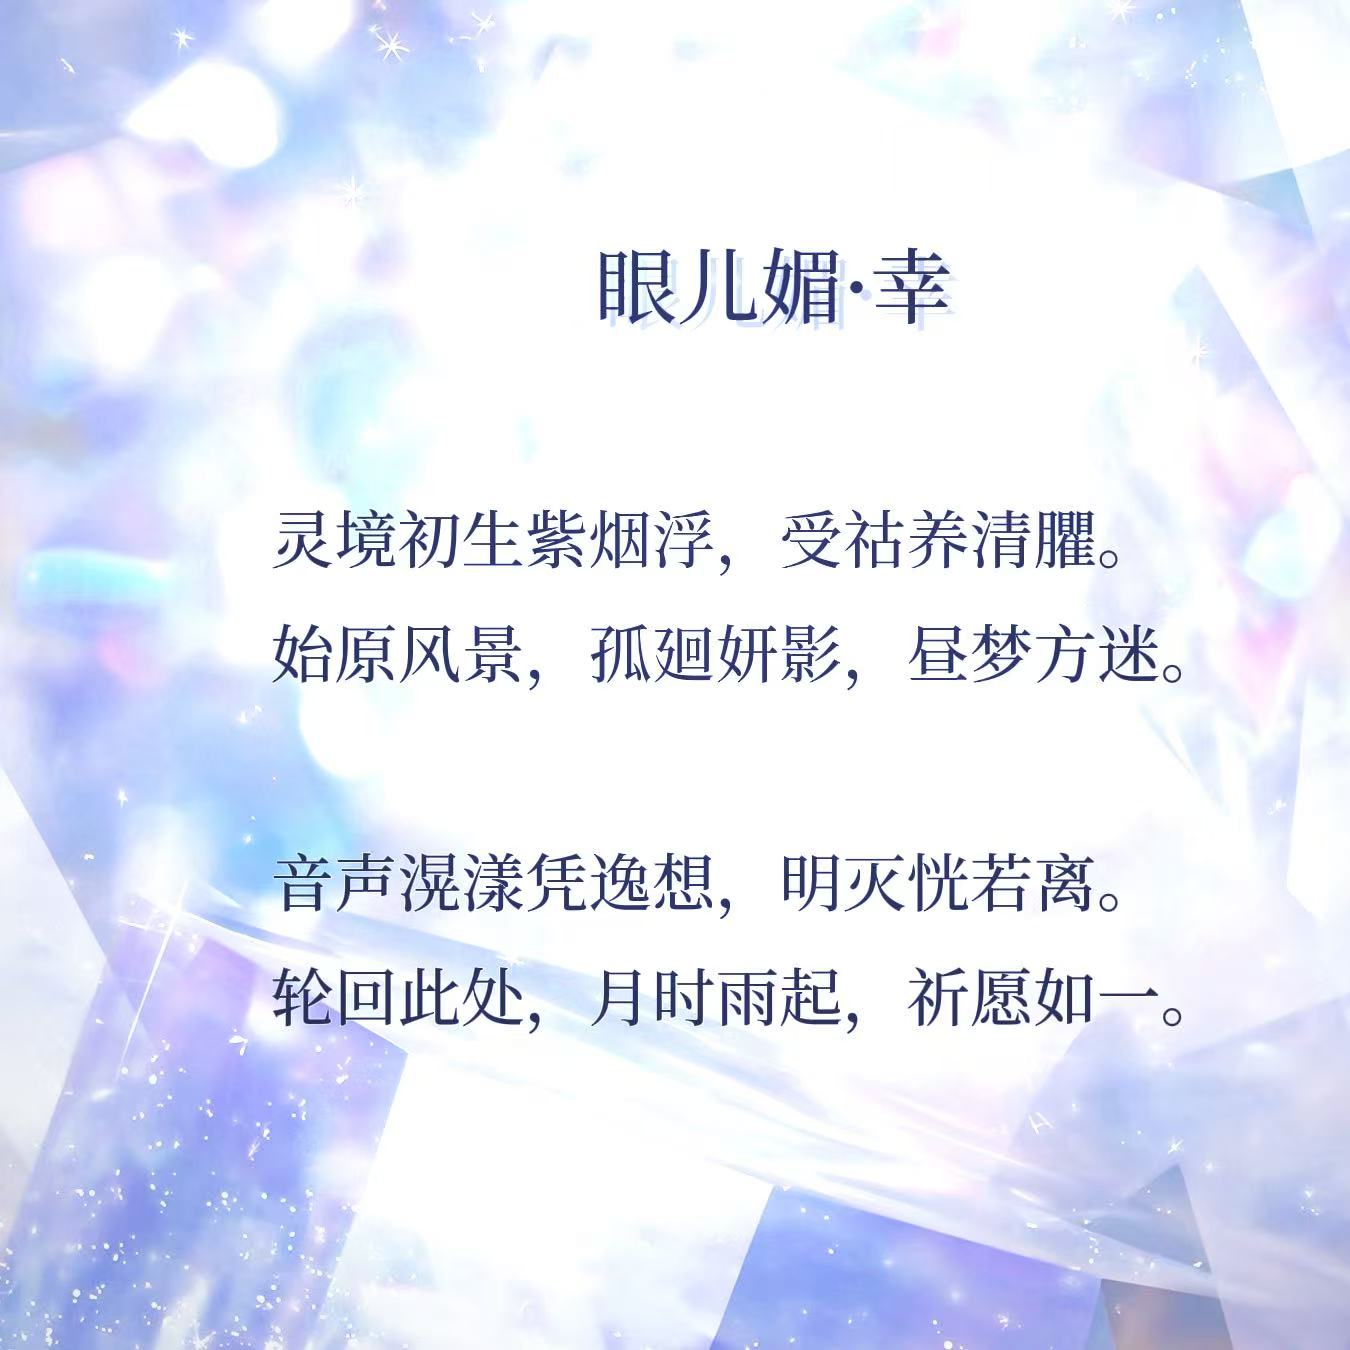 眼儿媚·幸
灵境初生紫烟浮，受祜养清臞。
始原风景，孤廻妍影，昼梦方迷。
音声滉漾凭逸想，明灭恍若离。
轮回此处，月时雨起，祈愿如一。